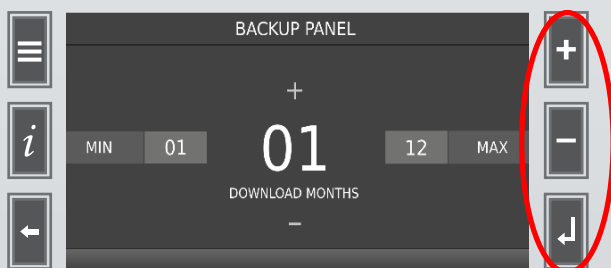 BACKUP PANEL
+
+
i
MIN 01 01 12 MAX
−
DOWNLOAD MONTHS
−